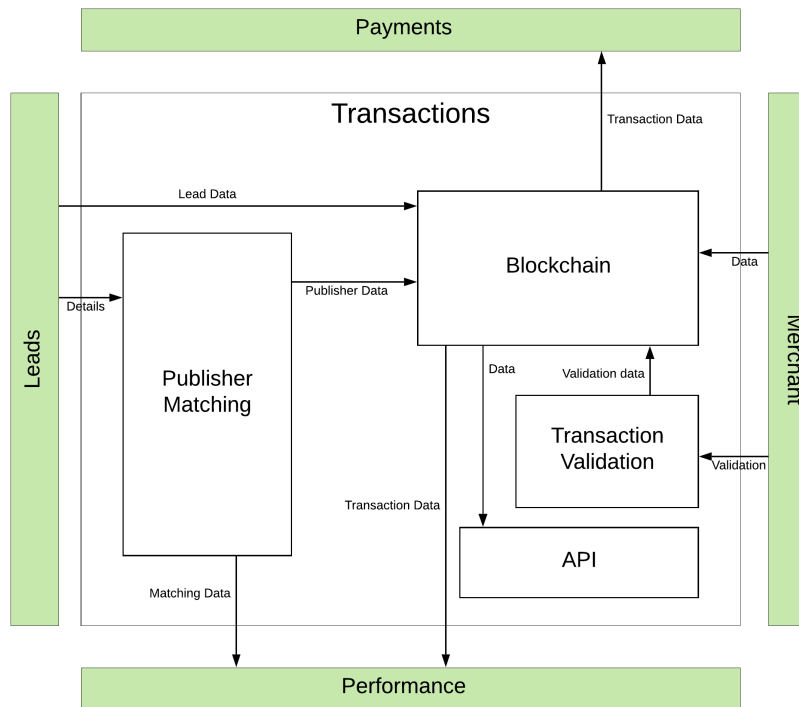 Payments
Transactions
Transaction Data
Lead Data
Blockchain
Data
Publisher Data
Details
Leads
Merchant
Publisher
Matching
Data
Validation data
Transaction
Validation
Validation
Transaction Data
API
Matching Data
Performance